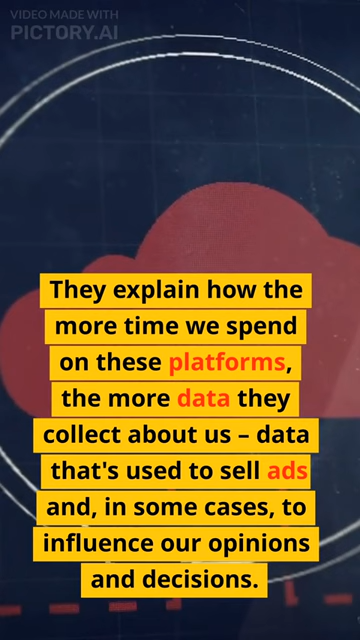 VIDEO MADE WITH
PICTORY.AI
They explain how the
more time we spend
on these platforms,
the more data they
collect about us – data
that's used to sell ads
and, in some cases, to
influence our opinions
and decisions.